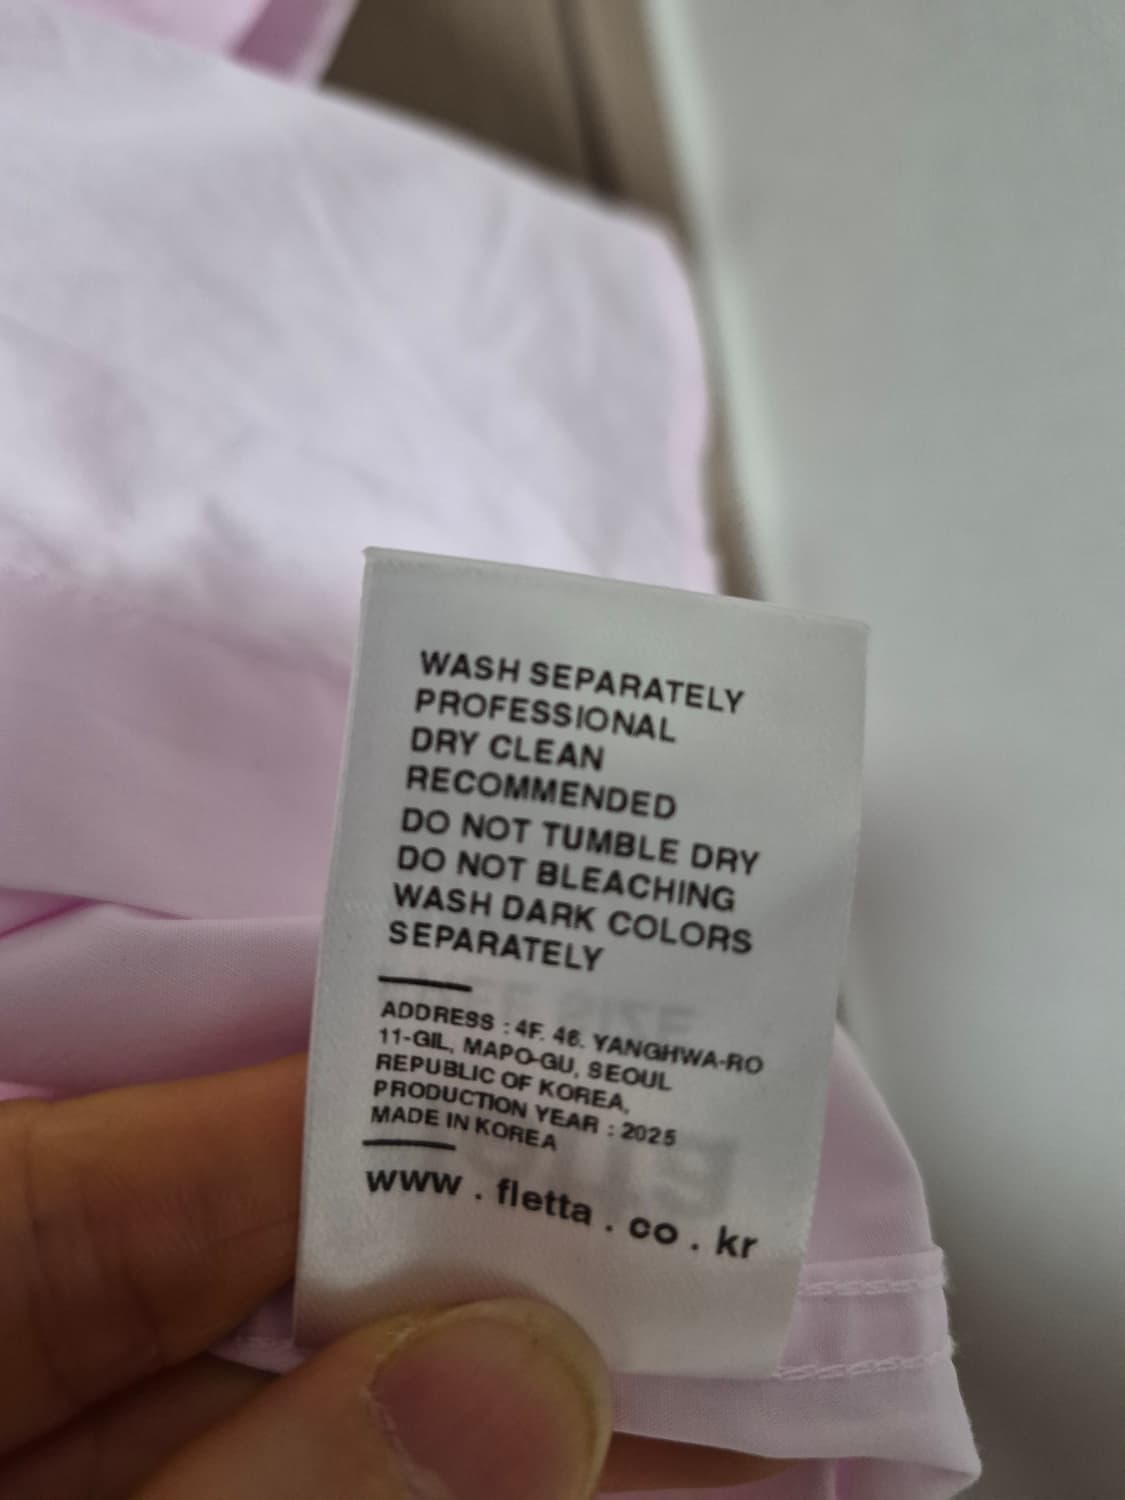 WASH SEPARATELY
PROFESSIONAL
DRY CLEAN
RECOMMENDED
DO NOT TUMBLE DRY
DO NOT BLEACHING
WASH DARK COLORS
SEPARATELY
ADDRESS : 4F. 46. YANGHWA-RO
11-GIL, MAPO-GU, SEOUL
REPUBLIC OF KOREA,
PRODUCTION YEAR : 2025
MADE IN KOREA
www . fletta . co . kr